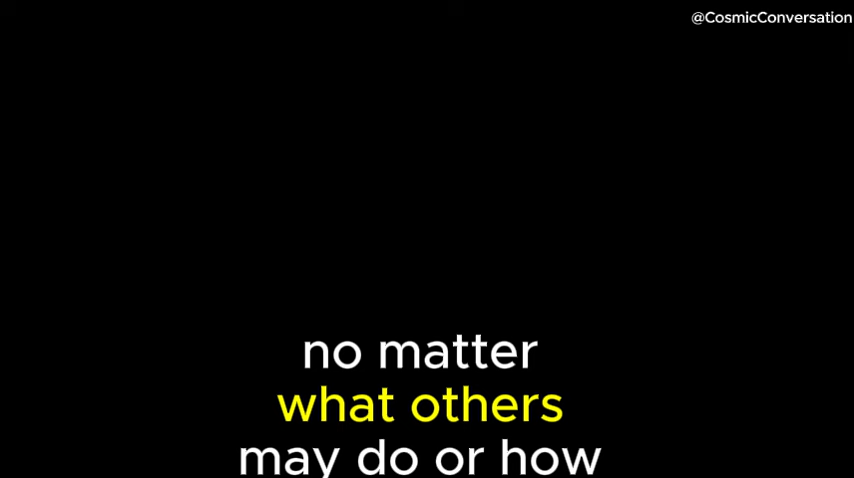 @CosmicConversation
no matter
what others
may do or how